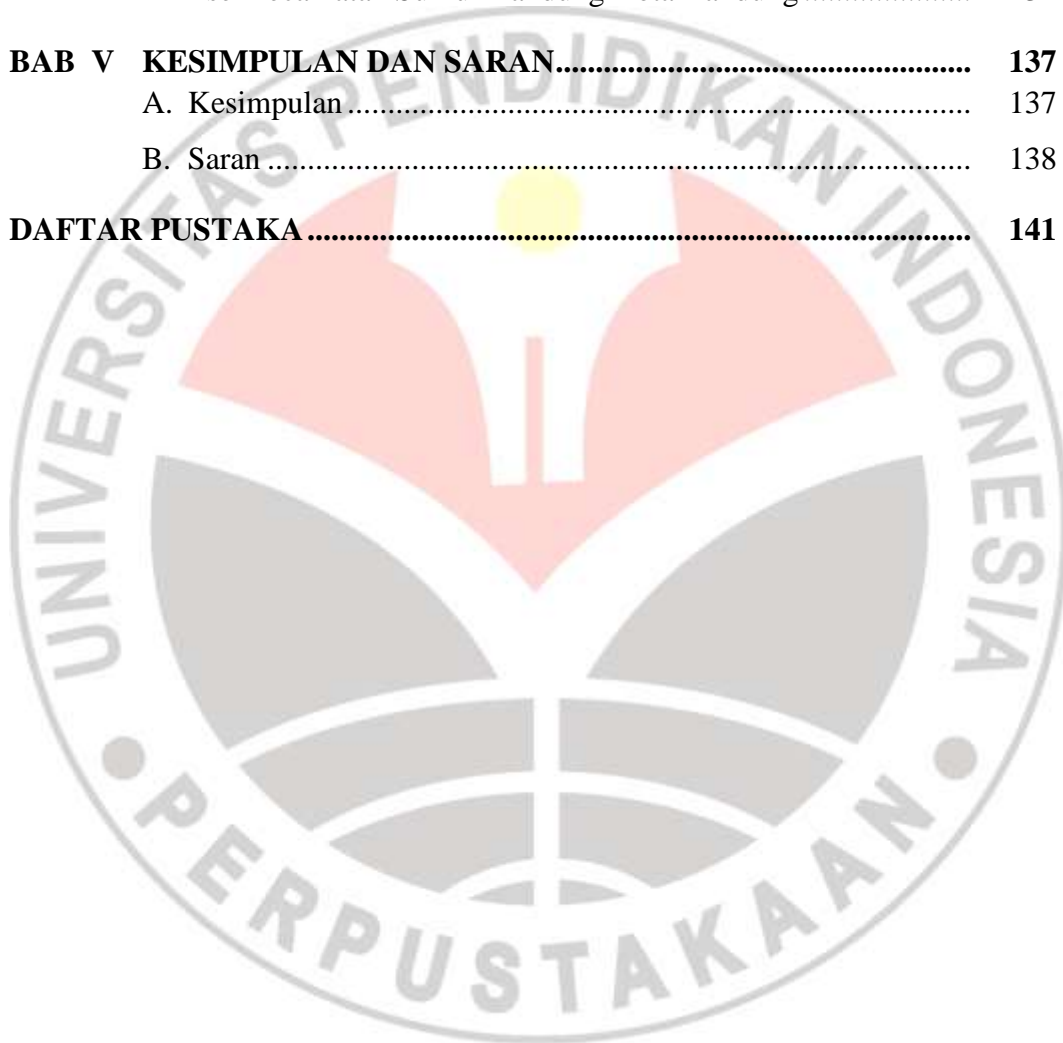 BAB V KESIMPULAN DAN SARAN.................................................... 137
A. Kesimpulan ............................................................................... 137
B. Saran ......................................................................................... 138
DAFTAR PUSTAKA .................................................................................... 141
UNIVERSITAS PENDIDIKAN INDONESIA
PERPUSTAKAAN